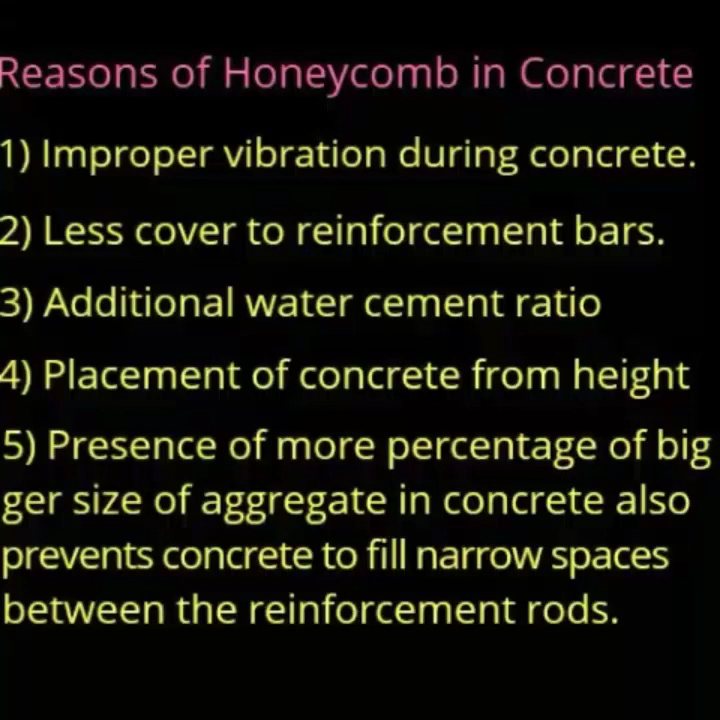 Reasons of Honeycomb in Concrete
1) Improper vibration during concrete.
2) Less cover to reinforcement bars.
3) Additional water cement ratio
4) Placement of concrete from height
5) Presence of more percentage of big
ger size of aggregate in concrete also
prevents concrete to fill narrow spaces
between the reinforcement rods.